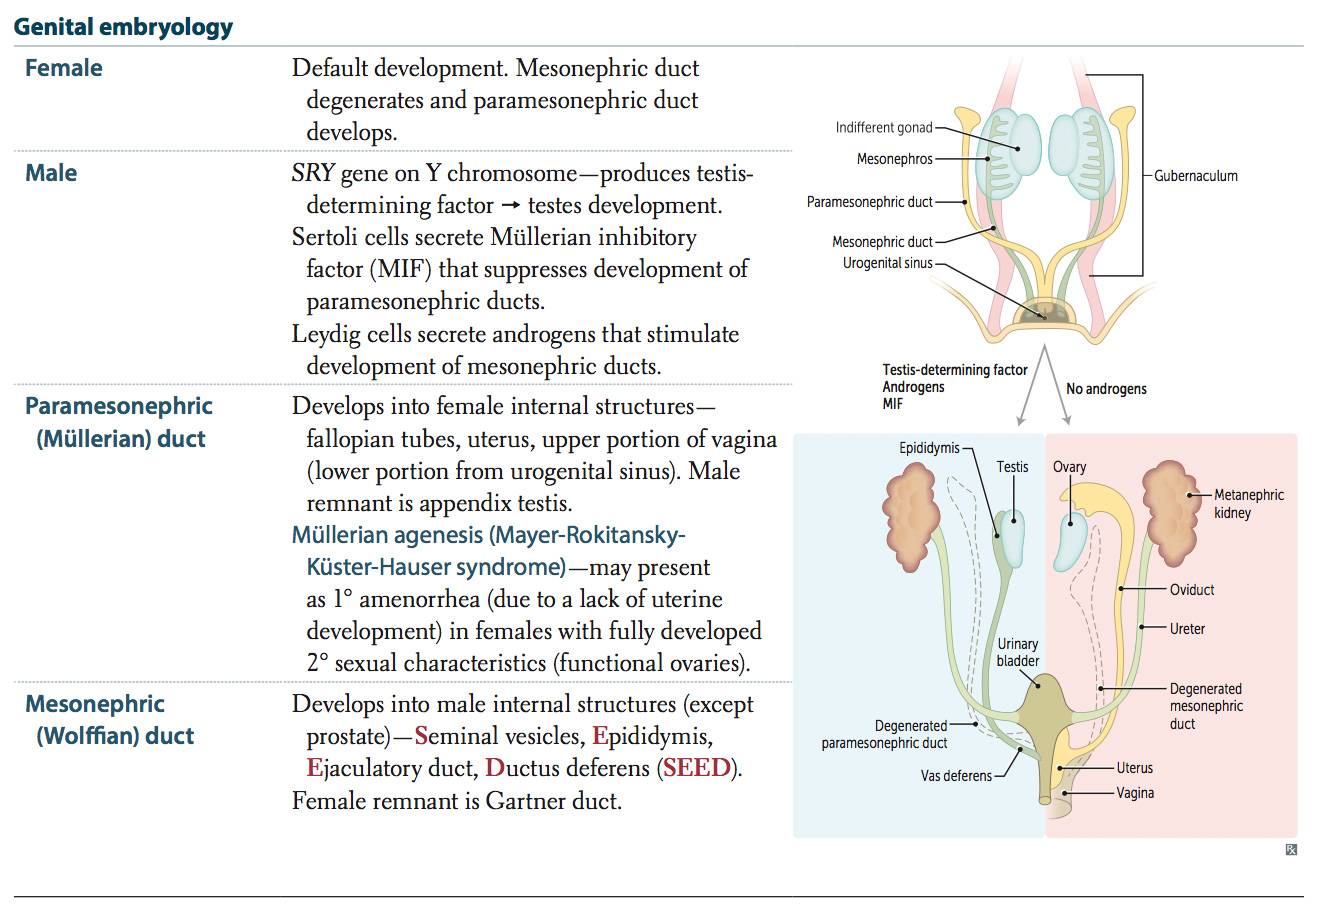 Genital embryology
Female
Default development. Mesonephric duct
degenerates and paramesonephric duct
develops.
Male
SRY gene on Y chromosome—produces testis-
determining factor → testes development.
Sertoli cells secrete Müllerian inhibitory
factor (MIF) that suppresses development of
paramesonephric ducts.
Leydig cells secrete androgens that stimulate
development of mesonephric ducts.
Paramesonephric
(Müllerian) duct
Develops into female internal structures—
fallopian tubes, uterus, upper portion of vagina
(lower portion from urogenital sinus). Male
remnant is appendix testis.
Müllerian agenesis (Mayer-Rokitansky-
Küster-Hauser syndrome)—may present
as 1° amenorrhea (due to a lack of uterine
development) in females with fully developed
2° sexual characteristics (functional ovaries).
Mesonephric
(Wolffian) duct
Develops into male internal structures (except
prostate)—Seminal vesicles, Epididymis,
Ejaculatory duct, Ductus deferens (SEED).
Female remnant is Gartner duct.
Indifferent gonad
Mesonephros
Paramesonephric duct
Mesonephric duct
Urogenital sinus
Gubernaculum
Testis-determining factor
Androgens
MIF
No androgens
Epididymis
Testis
Ovary
Metanephric
kidney
Oviduct
Ureter
Urinary
bladder
Degenerated
mesonephric
duct
Degenerated
paramesonephric duct
Vas deferens
Uterus
Vagina
Rx